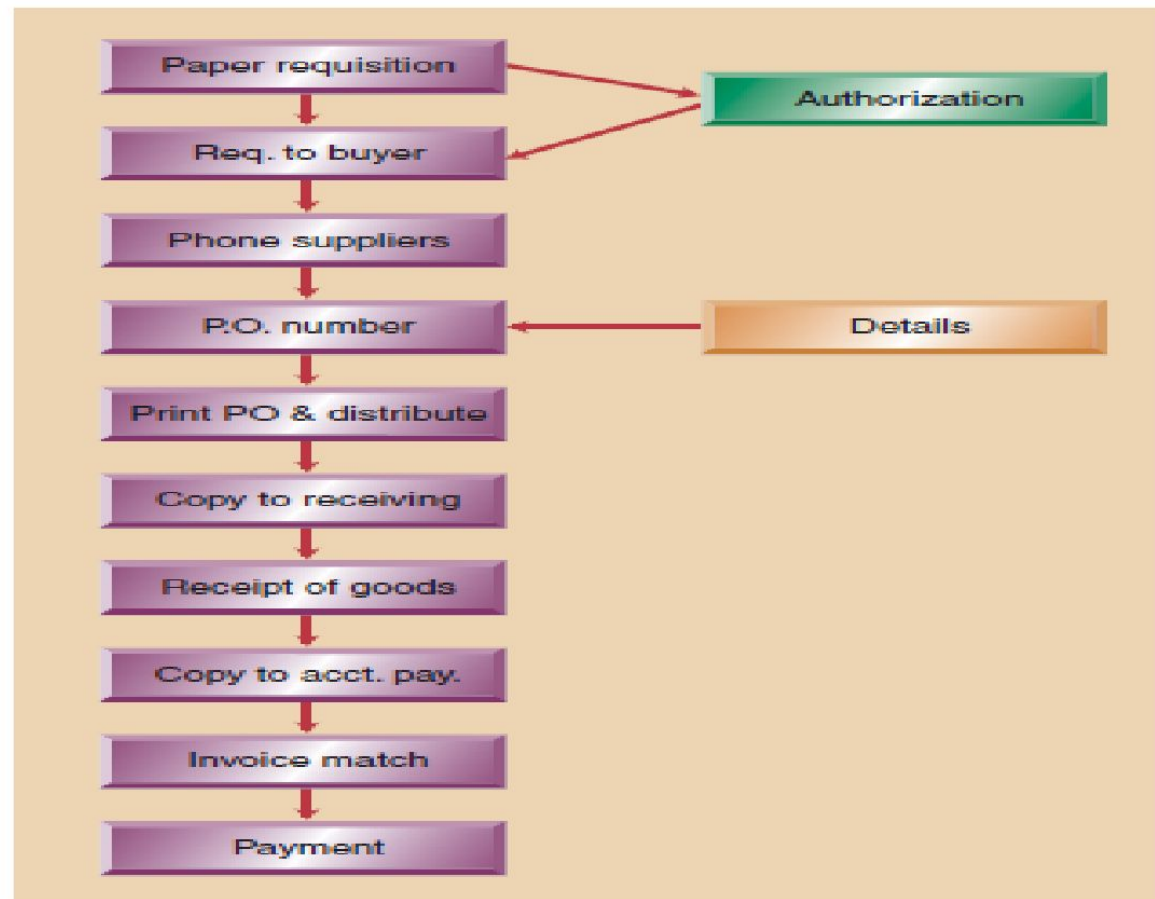 Paper requisition
Authorization
Req. to buyer
Phone suppliers
P.O. number
Details
Print PO & distribute
Copy to receiving
Receipt of goods
Copy to acct. pay.
Invoice match
Payment